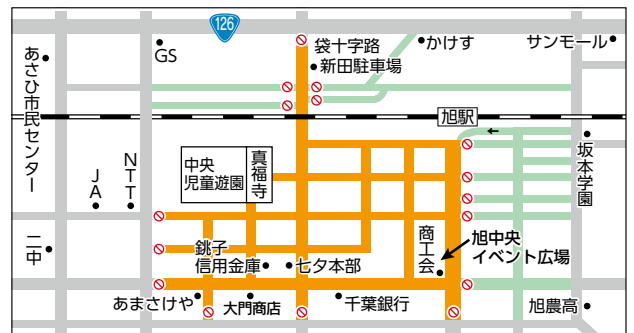 126
袋十字路
かけす
サンモール
GS
新田駐車場
あさひ市民センター
旭駅
←
坂本学園
NTT
JA
中央
児童遊園
真福寺
商工会
旭中央
イベント広場
二中
銚子
信用金庫
七夕本部
あまさけや
大門商店
千葉銀行
旭農高